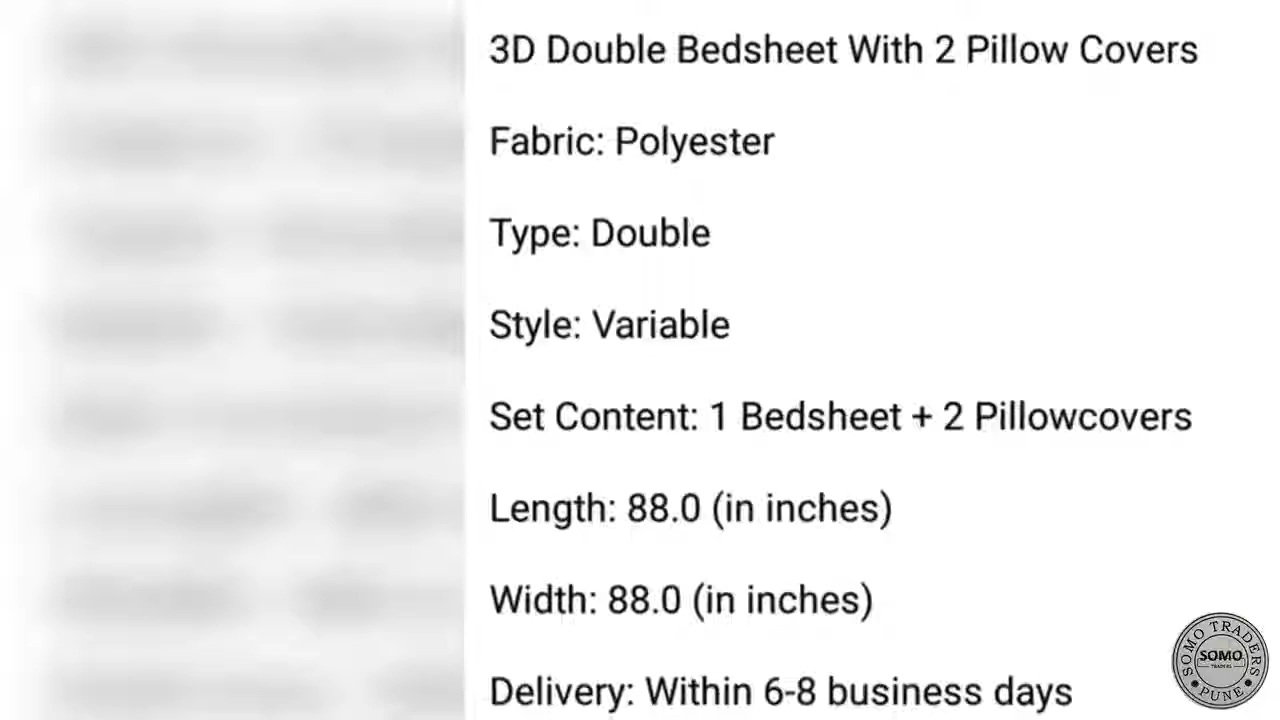 3D Double Bedsheet With 2 Pillow Covers
Fabric: Polyester
Type: Double
Style: Variable
Set Content: 1 Bedsheet + 2 Pillowcovers
Length: 88.0 (in inches)
Width: 88.0 (in inches)
Delivery: Within 6-8 business days
SOMO TRADERS
SOMO
TRADERS
PUNE